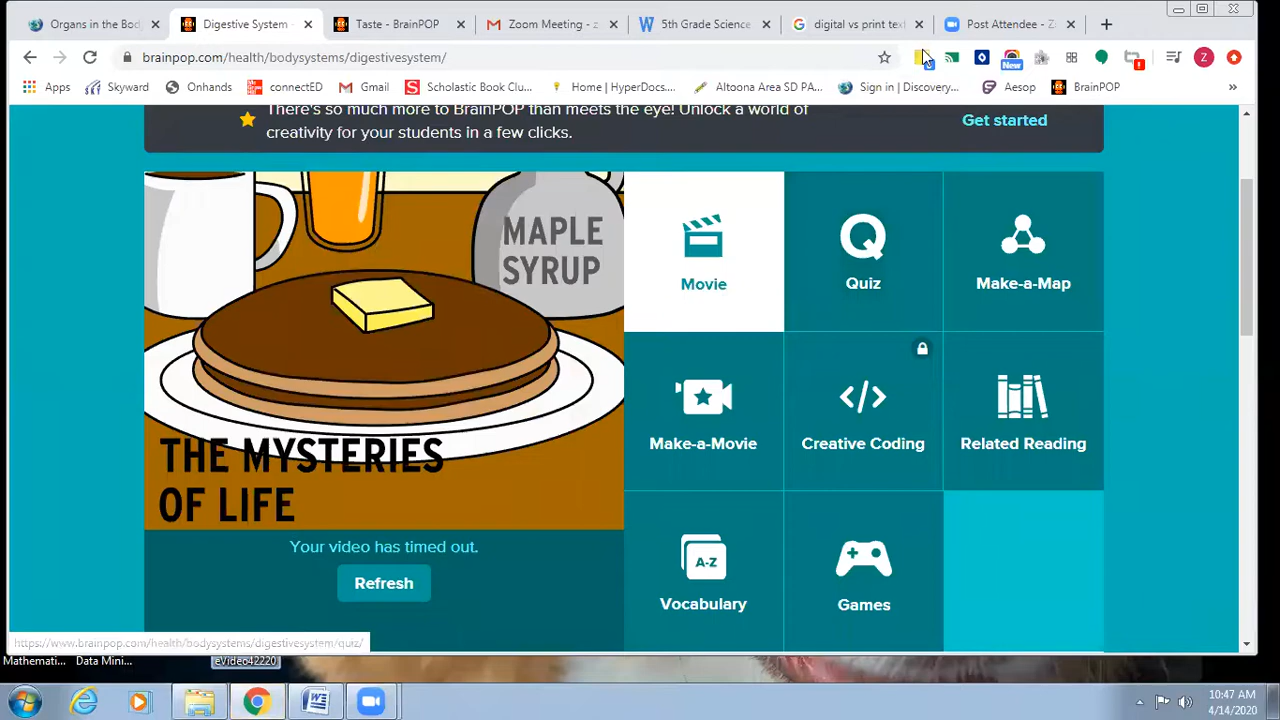 Organs in the Bod
Digestive System -
Taste - BrainPOP
Zoom Meeting - z
5th Grade Science
digital vs print text
Post Attendee - Z
brainpop.com/health/bodysystems/digestivesystem/
New
Z
Apps
Skyward
Onhands
connectED
Gmail
Scholastic Book Clu...
Home | HyperDocs...
Altoona Area SD PA...
Sign in | Discovery...
Aesop
BrainPOP
»
There's so much more to BrainPOP than meets the eye! Unlock a world of
creativity for your students in a few clicks.
Get started
MAPLE
SYRUP
THE MYSTERIES
OF LIFE
Your video has timed out.
Refresh
Movie
Q
Quiz
Make-a-Map
Make-a-Movie
</>
Creative Coding
Related Reading
A-Z
Vocabulary
Games
https://www.brainpop.com/health/bodysystems/digestivesystem/quiz/
Mathemati...
Data Mini...
eVideo42220
10:47 AM
4/14/2020